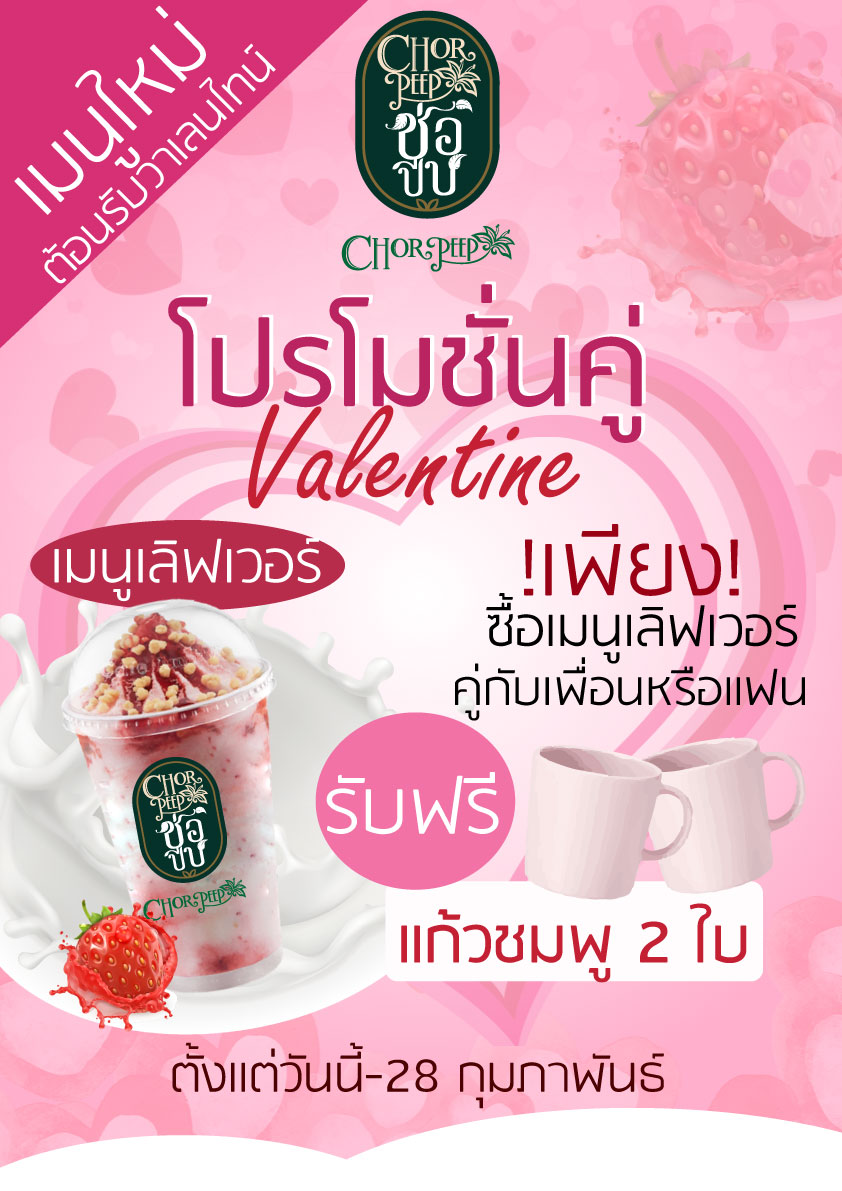 เมนูใหม่
ต้อนรับวาเลนไทน์
CHOR
PEEP
ช่อ
ปีป
CHOR PEEP
โปรโมชั่นคู่
Valentine
เมนูเลิฟเวอร์
!เพียง!
ซื้อเมนูเลิฟเวอร์
คู่กับเพื่อนหรือแฟน
CHOR
PEEP
ช่อ
ปีป
CHOR PEEP
รับฟรี
แก้วชมพู 2 ใบ
ตั้งแต่วันนี้-28 กุมภาพันธ์